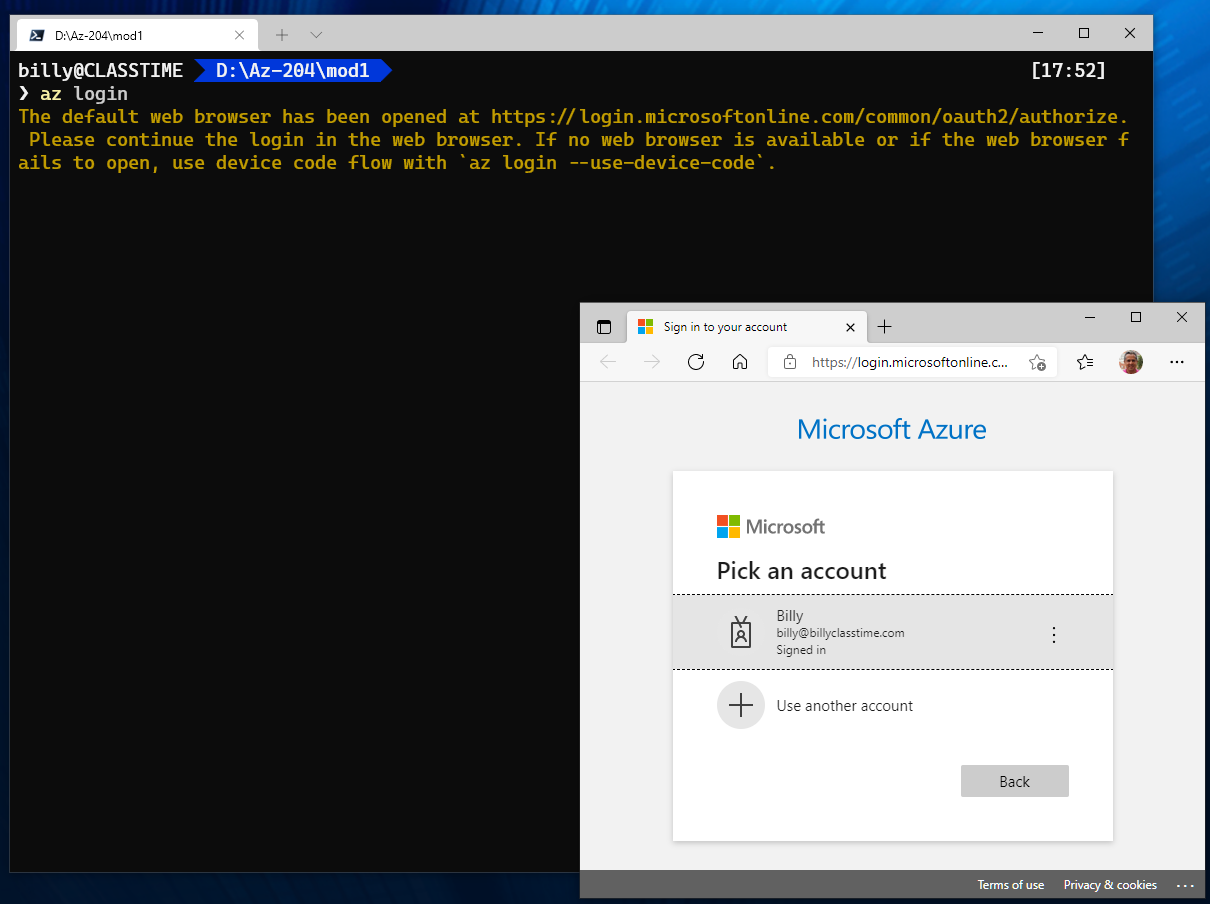 D:\Az-204\mod1
billy@CLASSTIME D:\Az-204\mod1 [17:52]
❯ az login
The default web browser has been opened at https://login.microsoftonline.com/common/oauth2/authorize.
Please continue the login in the web browser. If no web browser is available or if the web browser f
ails to open, use device code flow with `az login --use-device-code`.
Sign in to your account
https://login.microsoftonline.c...
Microsoft Azure
Microsoft
Pick an account
Billy
billy@billyclasstime.com
Signed in
Use another account
Back
Terms of use Privacy & cookies ...